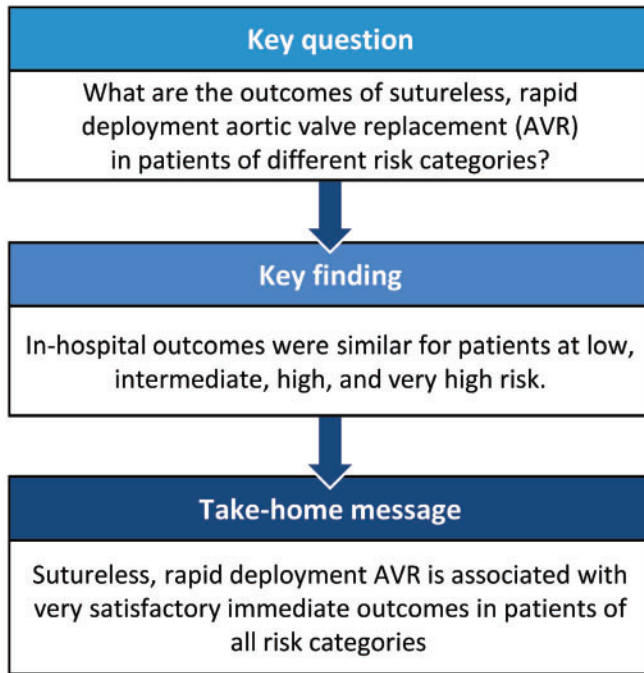 Key question
What are the outcomes of sutureless, rapid
deployment aortic valve replacement (AVR)
in patients of different risk categories?
Key finding
In-hospital outcomes were similar for patients at low,
intermediate, high, and very high risk.
Take-home message
Sutureless, rapid deployment AVR is associated with
very satisfactory immediate outcomes in patients of
all risk categories